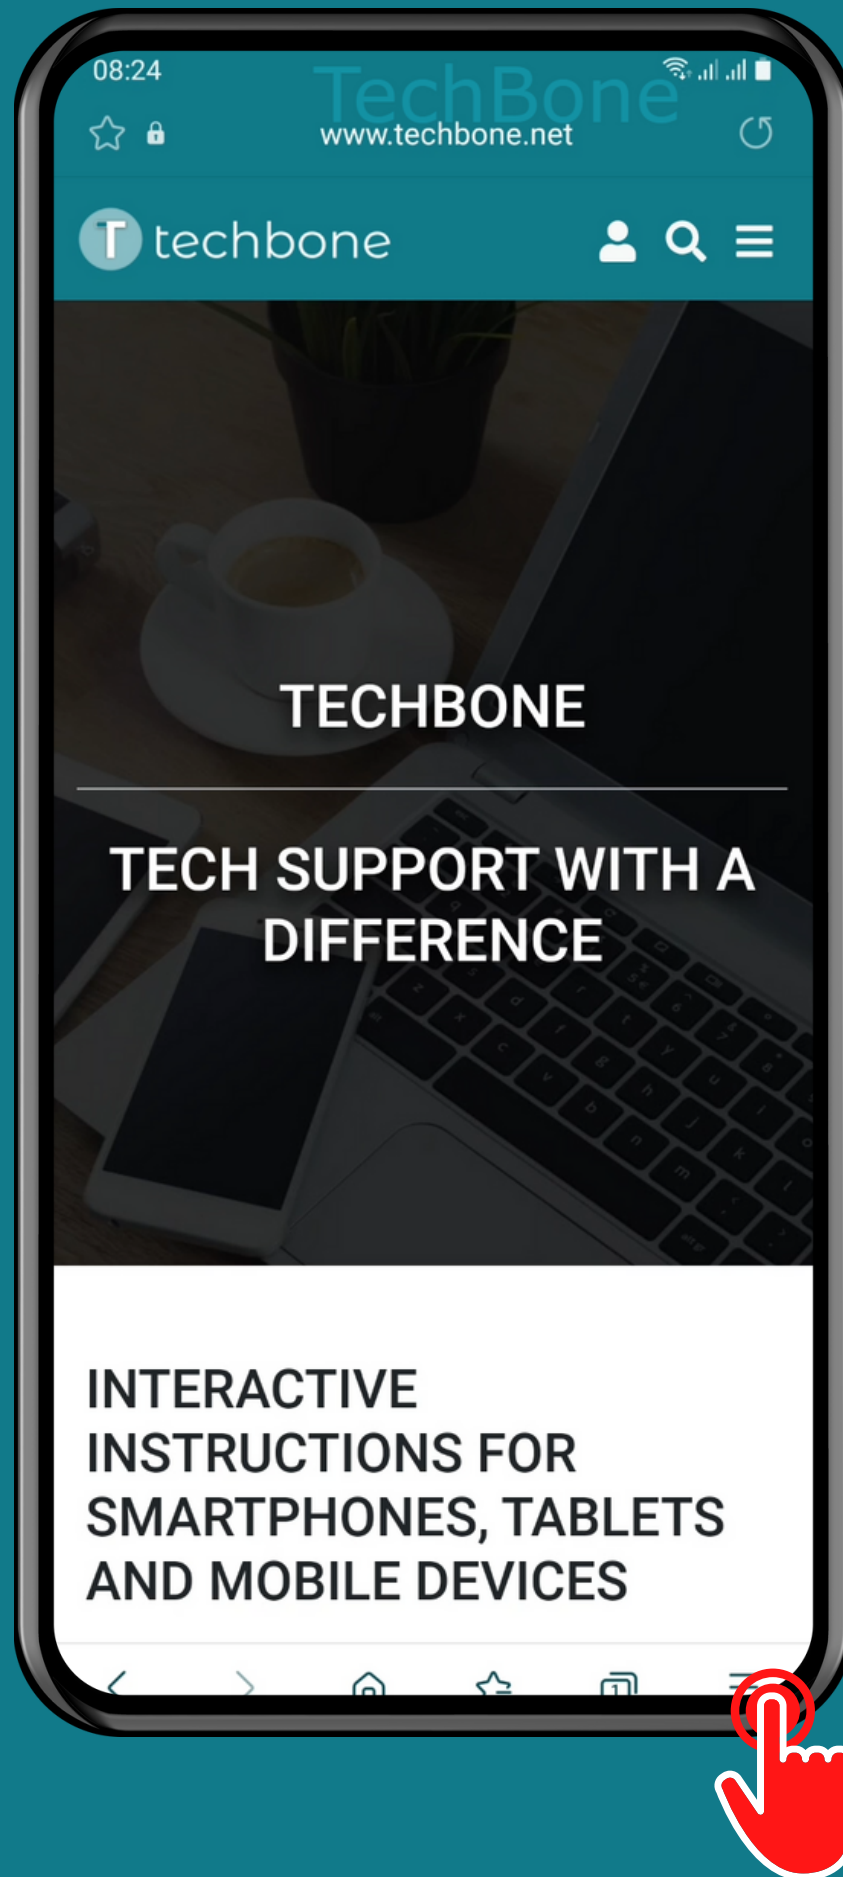 08:24
TechBone
www.techbone.net
T techbone
TECHBONE
TECH SUPPORT WITH A
DIFFERENCE
INTERACTIVE
INSTRUCTIONS FOR
SMARTPHONES, TABLETS
AND MOBILE DEVICES
1